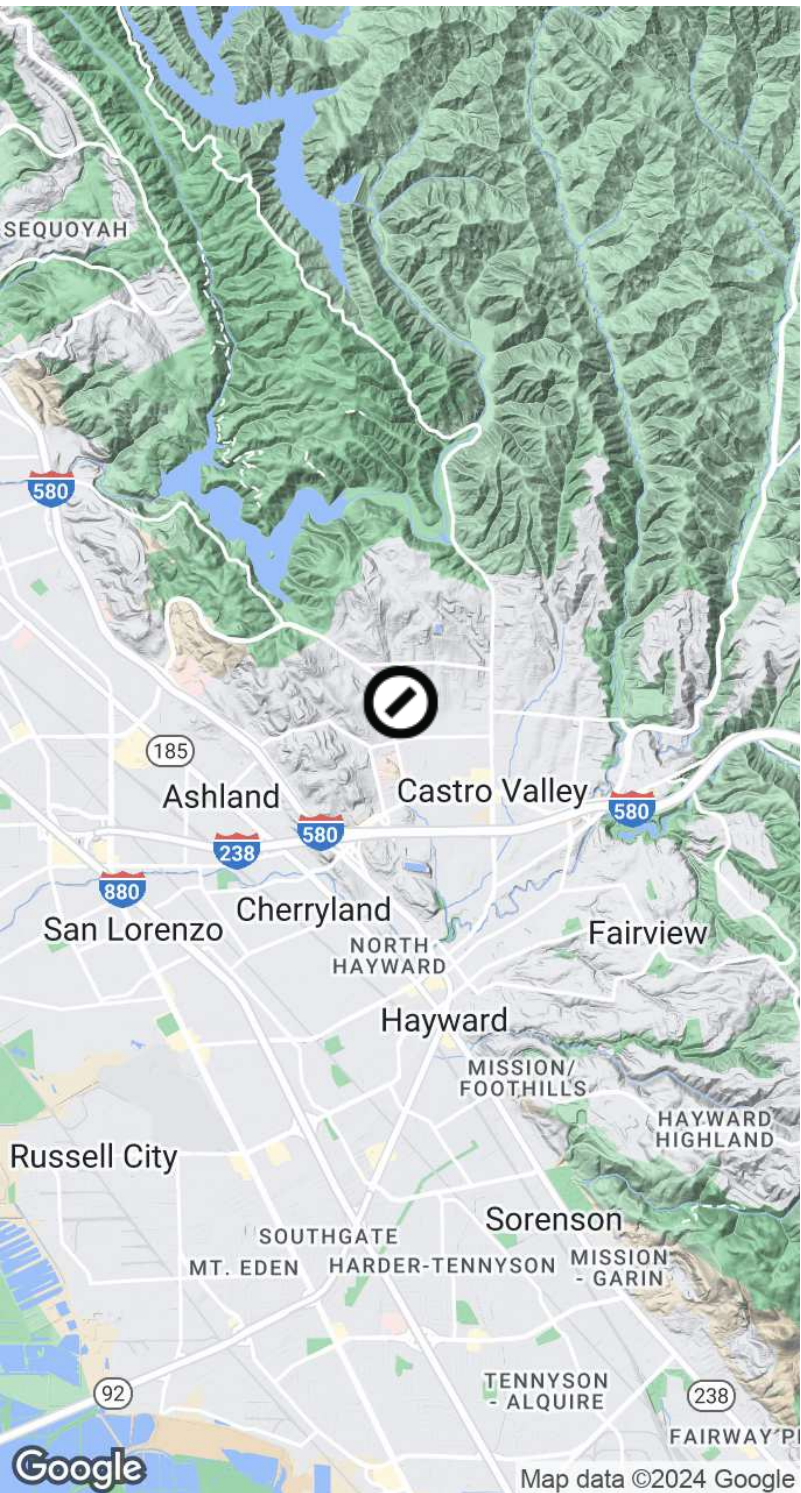 SEQUOYAH
580
185
Ashland
Castro Valley
580
580
238
880
Cherryland
San Lorenzo
Fairview
NORTH
HAYWARD
Hayward
MISSION/
FOOTHILLS
HAYWARD
HIGHLAND
Russell City
Sorenson
SOUTHGATE
MT. EDEN
HARDER-TENNYSON
MISSION
- GARIN
92
TENNYSON
- ALQUIRE
238
FAIRWAY P
Google
Map data ©2024 Google